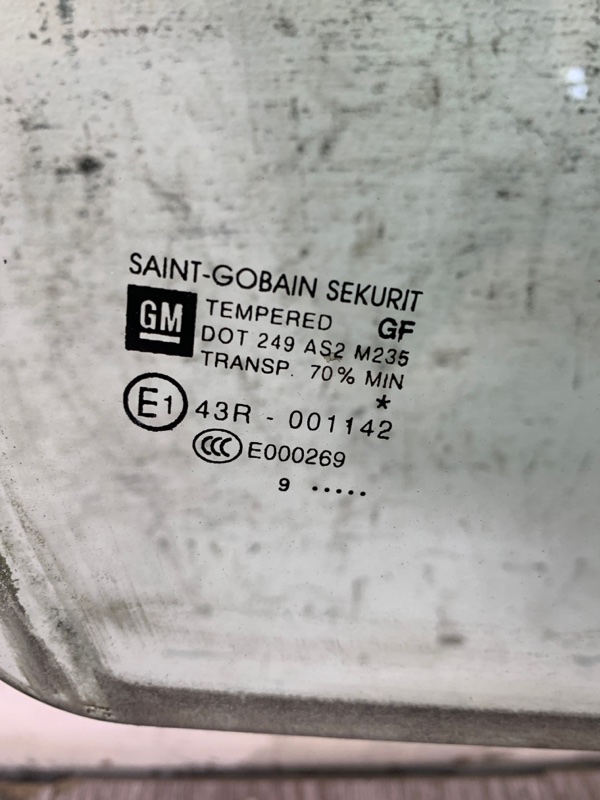 SAINT-GOBAIN SEKURIT
GM TEMPERED GF
DOT 249 AS2 M235
TRANSP. 70% MIN
*
E1 43R - 001142
CCC E000269
9 .....